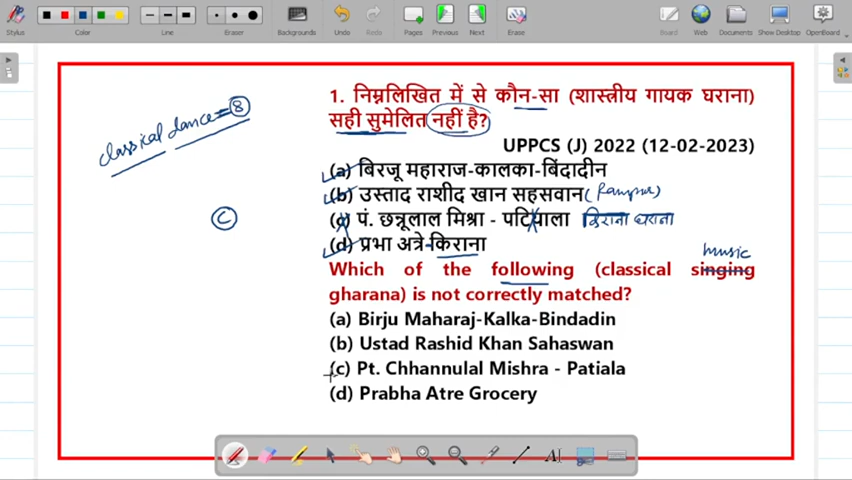 Stylus
Color
Line
Eraser
Backgrounds
Undo
Redo
Pages
Previous
Next
Erase
Board
Web
Show Desktop
OpenBoard
classical dance = 8
1. निम्नलिखित में से कौन-सा (शास्त्रीय गायक घराना)
सही सुमेलित नहीं है?
UPPCS (J) 2022 (12-02-2023)
(a) बिरजू महाराज-कालका-बिंदादीन
(b) उस्ताद राशीद खान सहसवान (Rampur)
(c) पं. छन्नूलाल मिश्रा - पटियाला किराना घराना
(d) प्रभा अत्रे-किराना
C
music
Which of the following (classical singing
gharana) is not correctly matched?
(a) Birju Maharaj-Kalka-Bindadin
(b) Ustad Rashid Khan Sahaswan
(c) Pt. Chhannulal Mishra - Patiala
(d) Prabha Atre Grocery